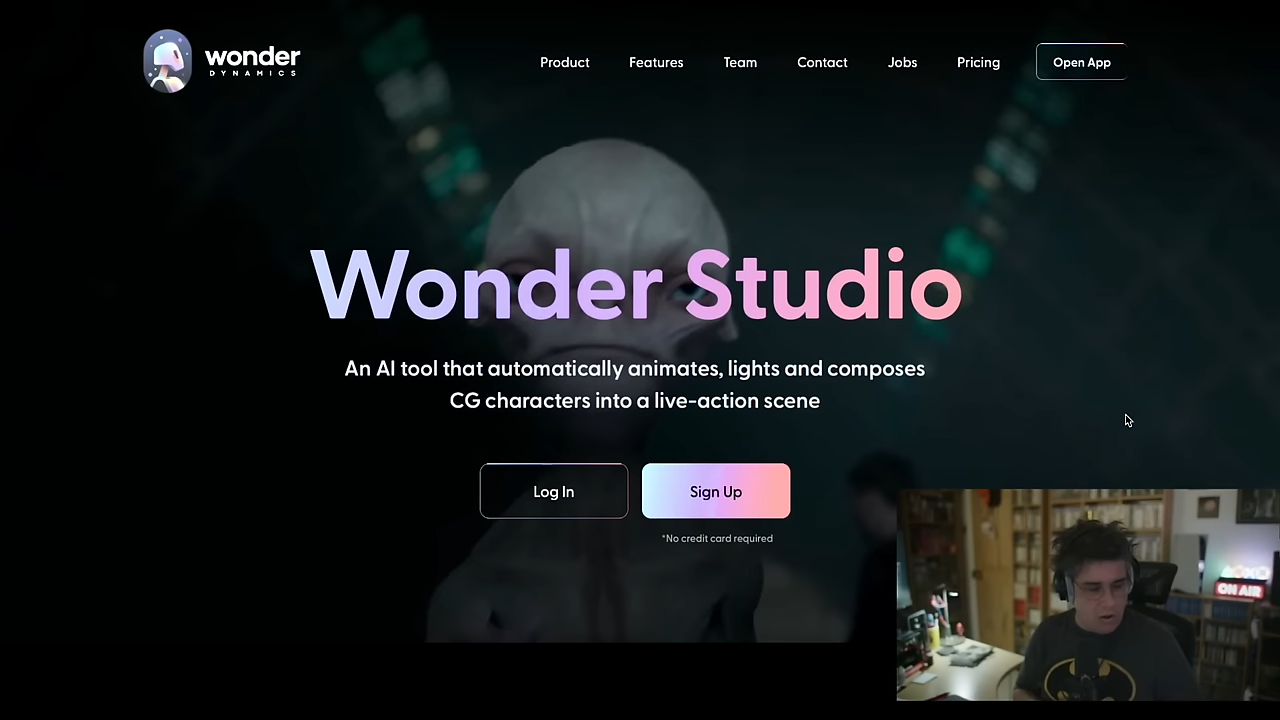 wonder
DYNAMICS
Product
Features
Team
Contact
Jobs
Pricing
Open App
Wonder Studio
An AI tool that automatically animates, lights and composes
CG characters into a live-action scene
Log In
Sign Up
*No credit card required
ON AIR